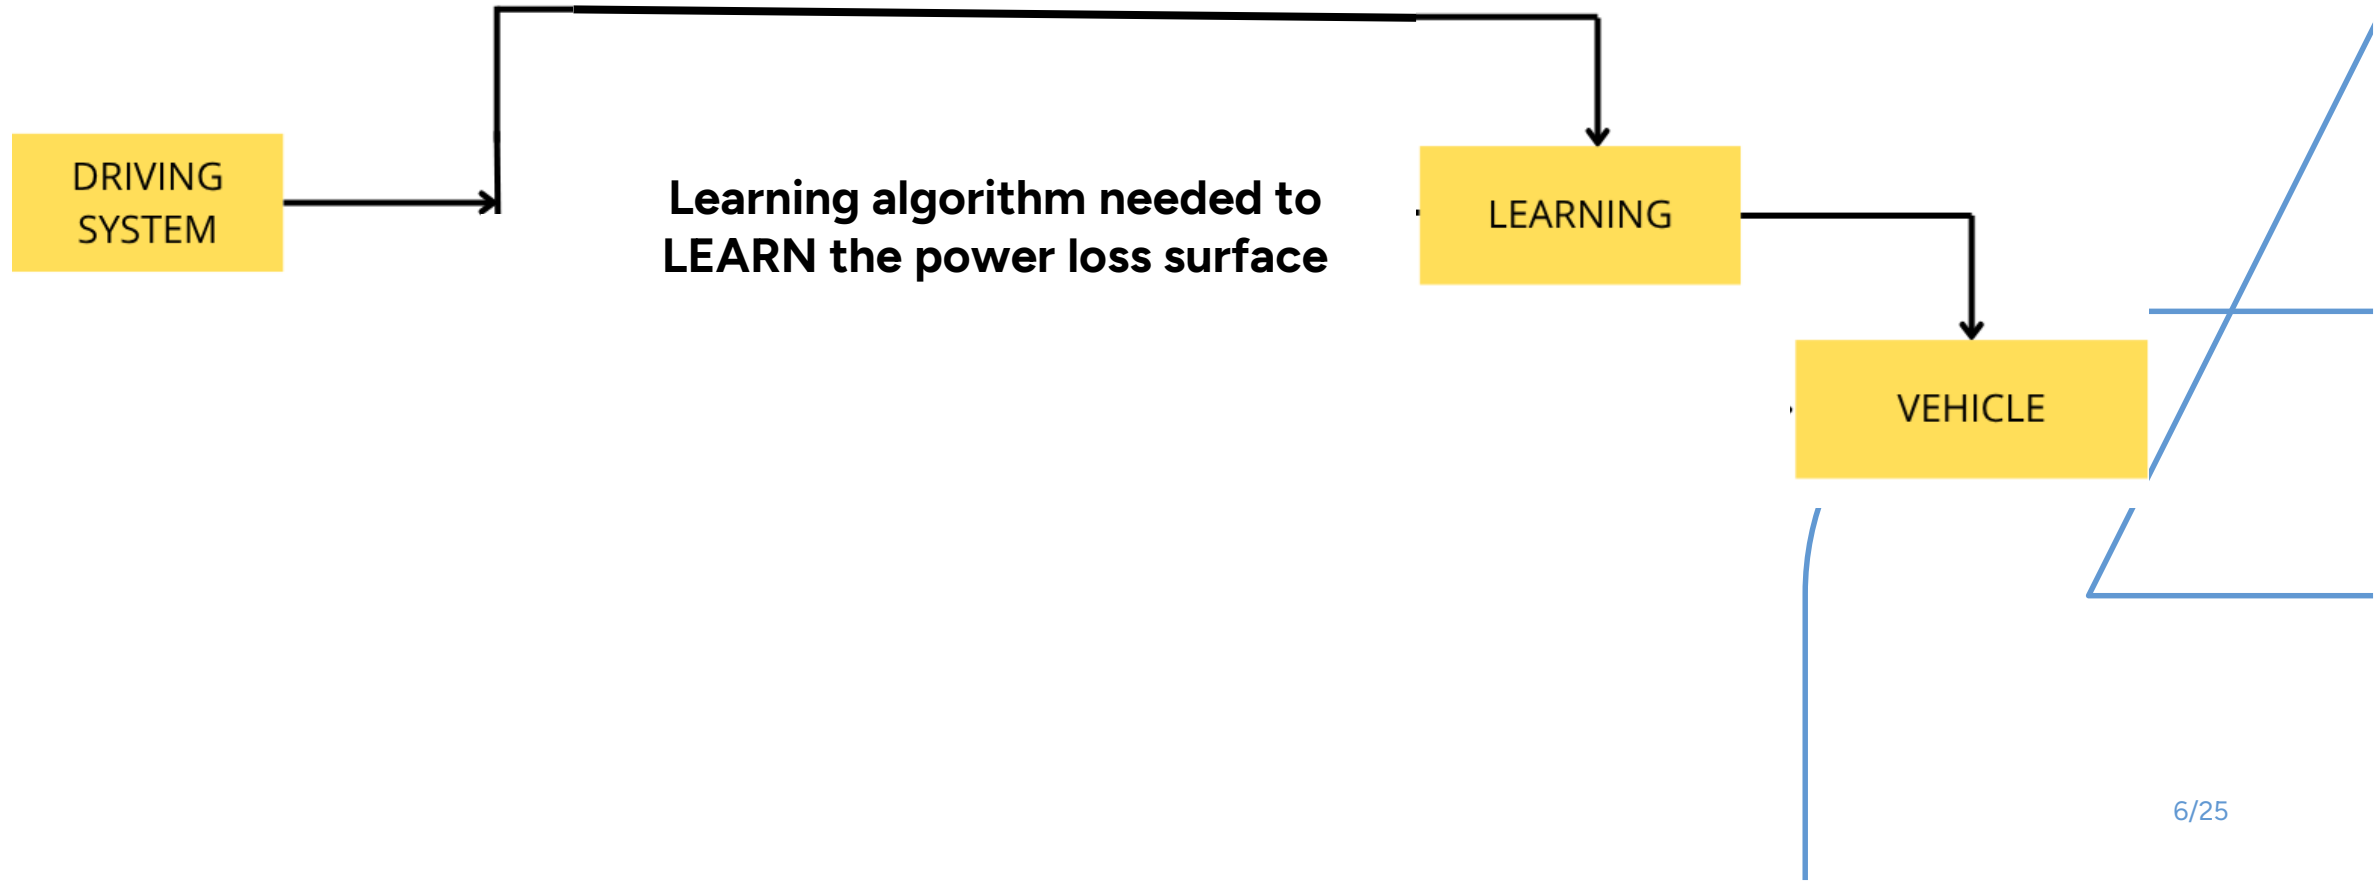 DRIVING
SYSTEM
Learning algorithm needed to
LEARN the power loss surface
LEARNING
VEHICLE
6/25